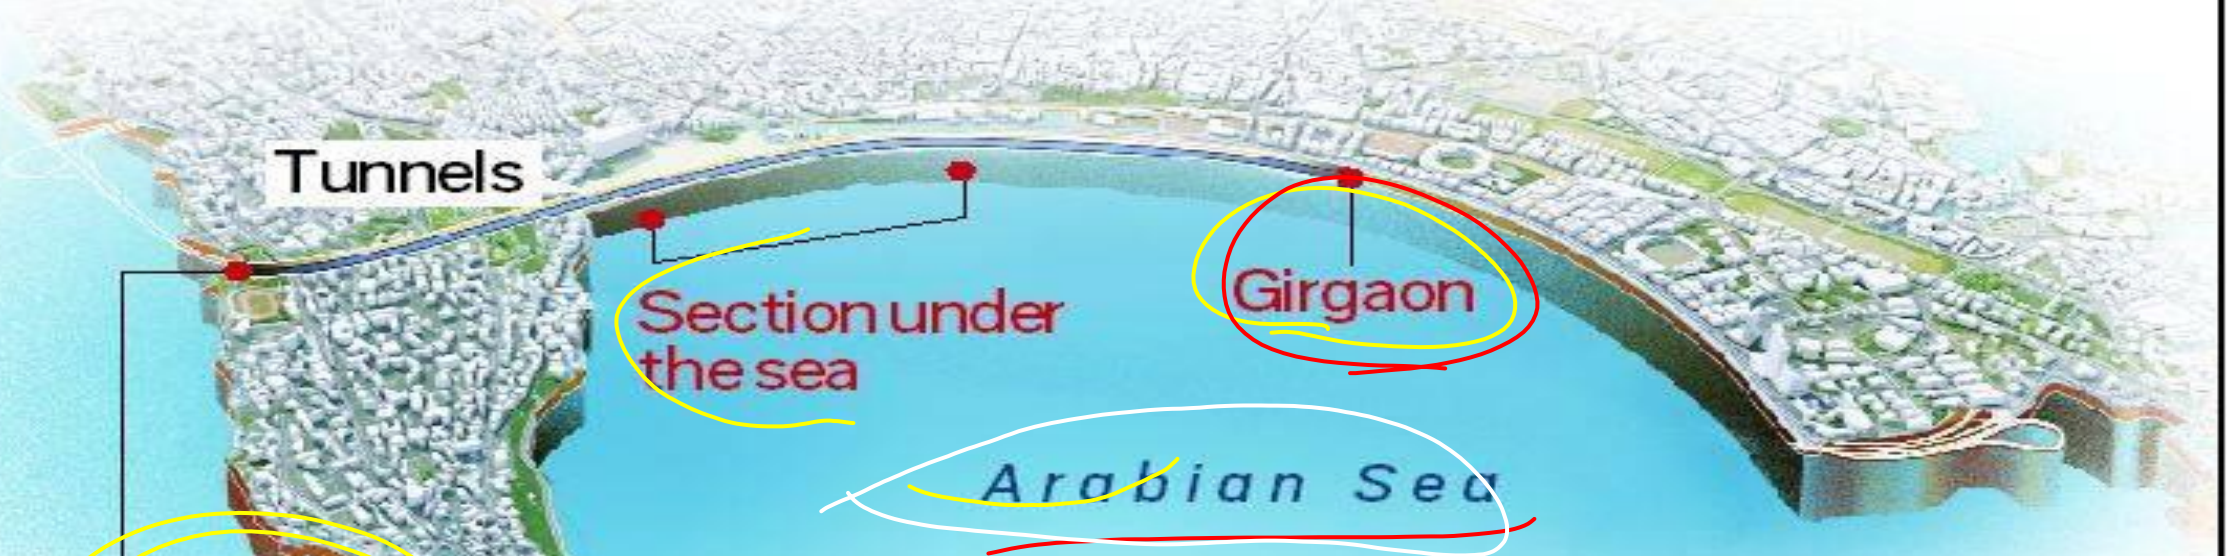 Tunnels
Section under
the sea
Girgaon
Arabian Sea